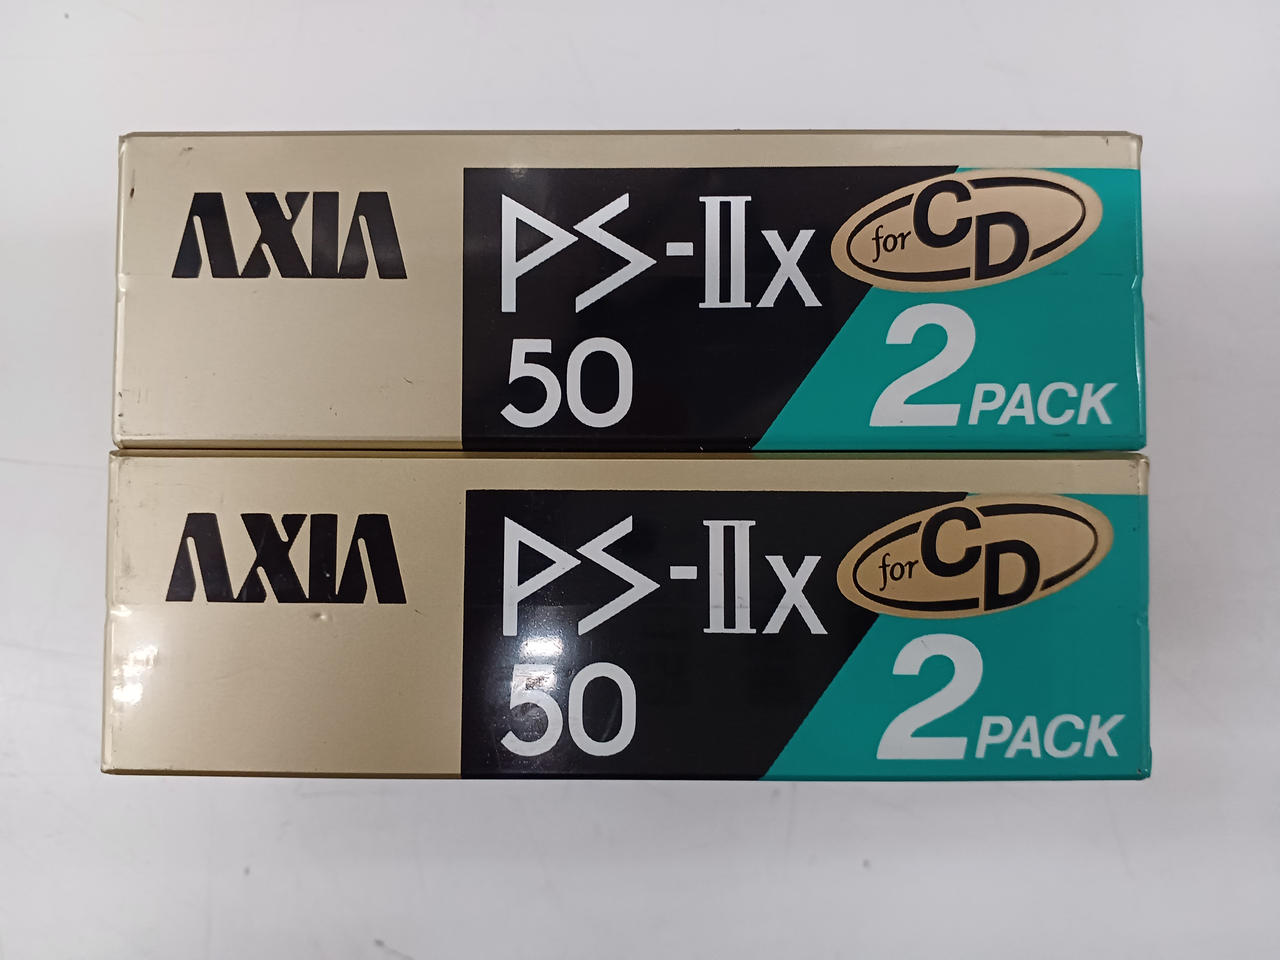 AXIA
PS-IIx
for CD
50
2 PACK
AXIA
PS-IIx
for CD
50
2 PACK